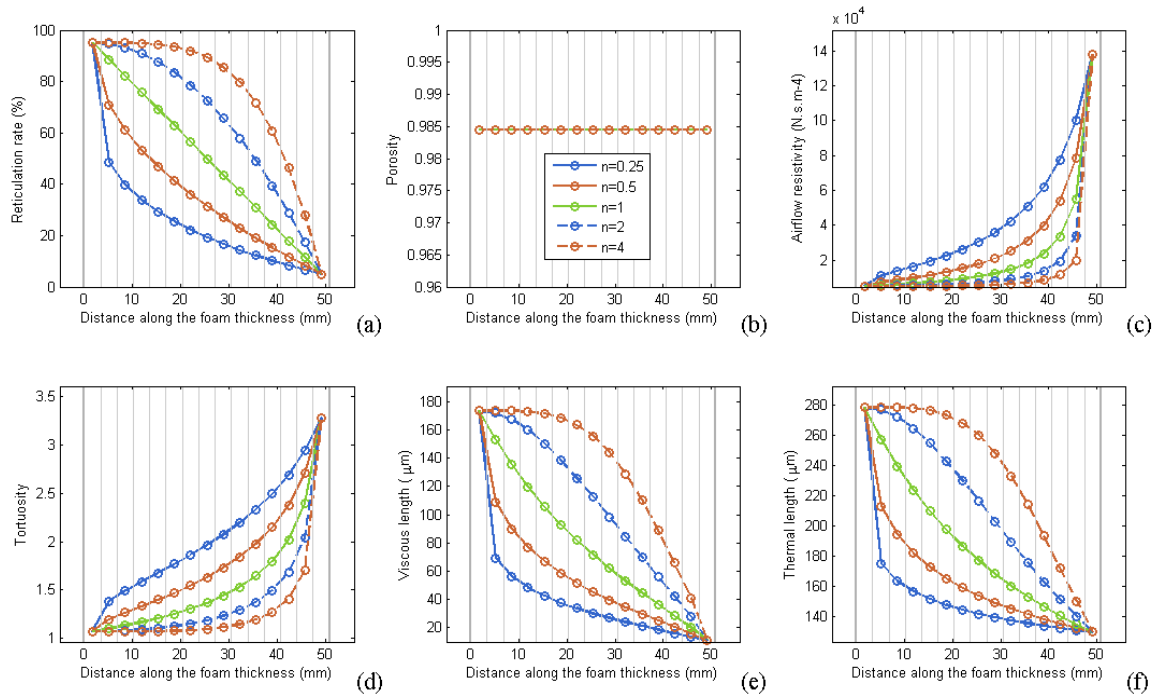 100
80
60
40
20
0
Reticulation rate (%)
0 10 20 30 40 50
Distance along the foam thickness (mm)
(a)
1
0.995
0.99
0.985
0.98
0.975
0.97
0.965
0.96
Porosity
n=0.25
n=0.5
n=1
n=2
n=4
0 10 20 30 40 50
Distance along the foam thickness (mm)
(b)
x 10⁴
14
12
10
8
6
4
2
Airflow resistivity (N.s.m-4)
0 10 20 30 40 50
Distance along the foam thickness (mm)
(c)
3.5
3
2.5
2
1.5
1
Tortuosity
0 10 20 30 40 50
Distance along the foam thickness (mm)
(d)
180
160
140
120
100
80
60
40
20
Viscous length ( μm)
0 10 20 30 40 50
Distance along the foam thickness (mm)
(e)
280
260
240
220
200
180
160
140
Thermal length ( μm)
0 10 20 30 40 50
Distance along the foam thickness (mm)
(f)